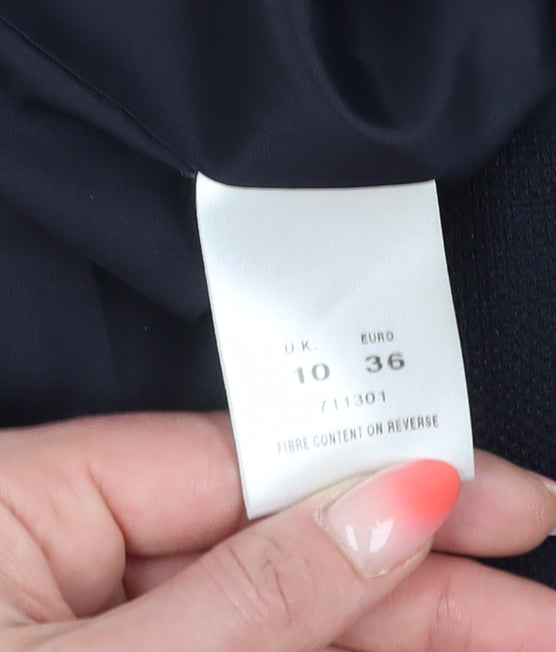 U.K. EURO
10 36
711301
FIBRE CONTENT ON REVERSE